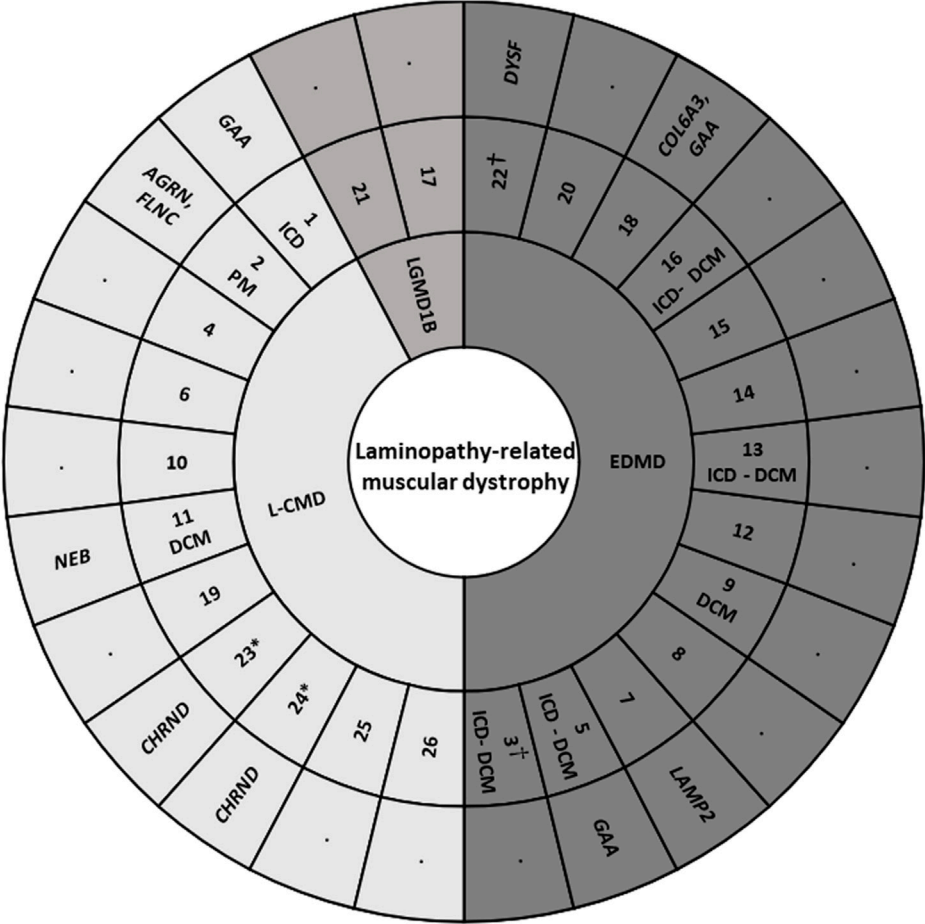 Laminopathy-related
muscular dystrophy
EDMD
L-CMD
LGMD1B
22†
DYSF
20
.
18
COL6A3,
GAA
16
ICD- DCM
.
15
.
14
.
13
ICD - DCM
.
12
.
9
DCM
.
8
.
7
LAMP2
5
ICD - DCM
GAA
3†
ICD- DCM
.
26
.
25
.
24*
CHRND
23*
CHRND
19
.
11
DCM
NEB
10
.
6
.
4
.
2
PM
AGRN,
FLNC
1
ICD
GAA
21
.
17
.